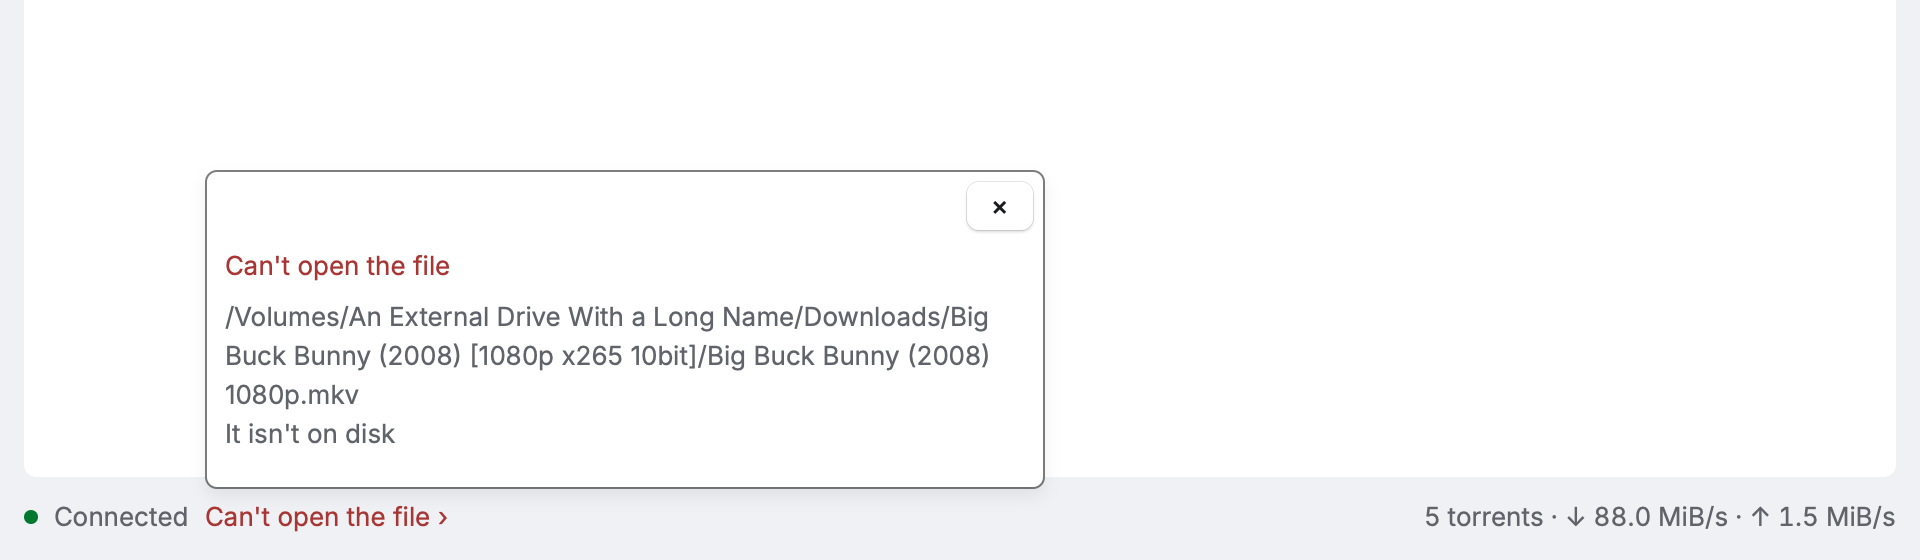 ×
Can't open the file
/Volumes/An External Drive With a Long Name/Downloads/Big
Buck Bunny (2008) [1080p x265 10bit]/Big Buck Bunny (2008)
1080p.mkv
It isn't on disk
Connected Can't open the file ›
5 torrents · ↓ 88.0 MiB/s · ↑ 1.5 MiB/s